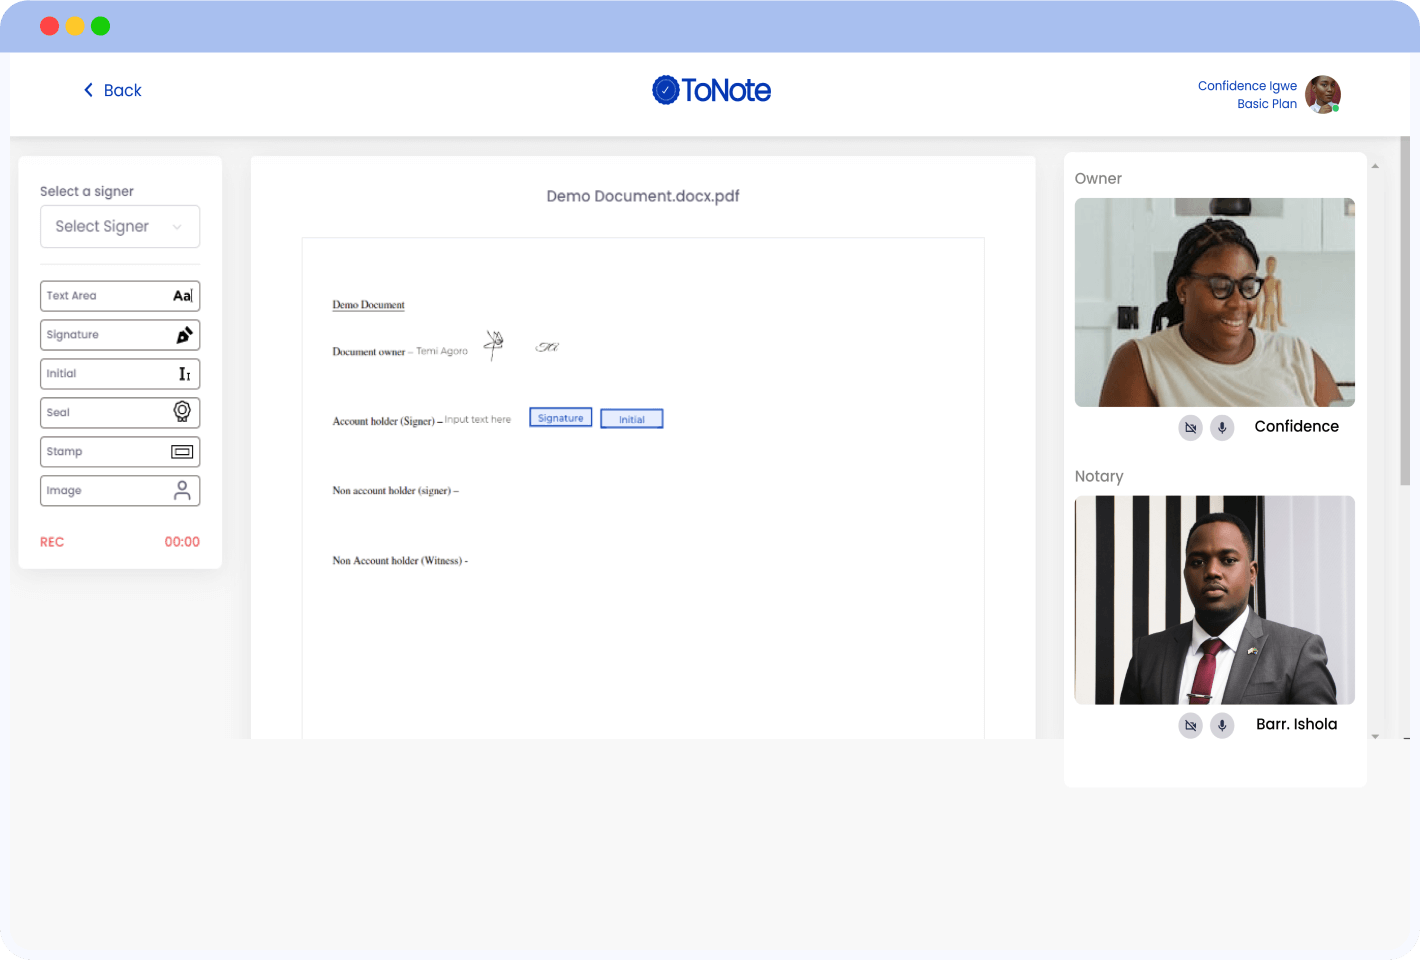 Back
ToNote
Confidence Igwe
Basic Plan
Select a signer
Select Signer
Text Area
Aa
Signature
Initial
Seal
Stamp
Image
REC 00:00
Demo Document.docx.pdf
Demo Document
Document owner – Temi Agoro
Account holder (Signer) – Input text here Signature Initial
Non account holder (signer) –
Non Account holder (Witness) -
Owner
Confidence
Notary
Barr. Ishola